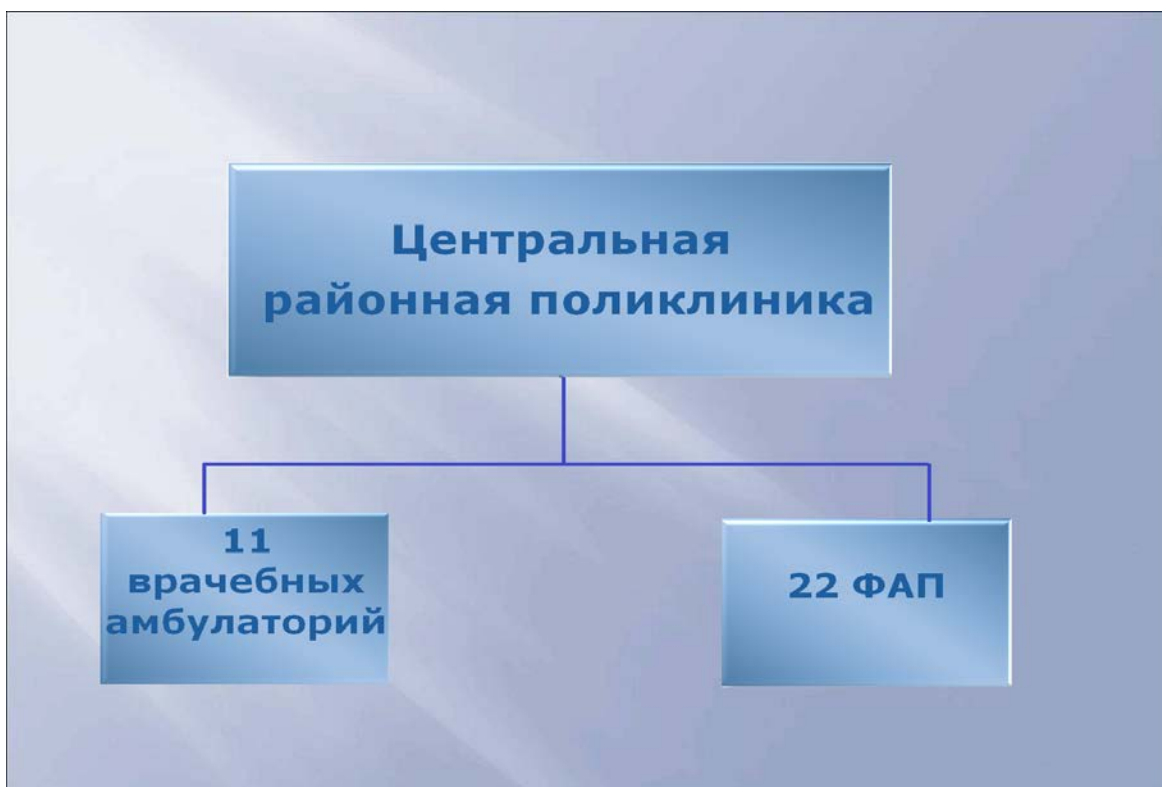 Центральная
районная поликлиника
11
врачебных
амбулаторий
22 ФАП